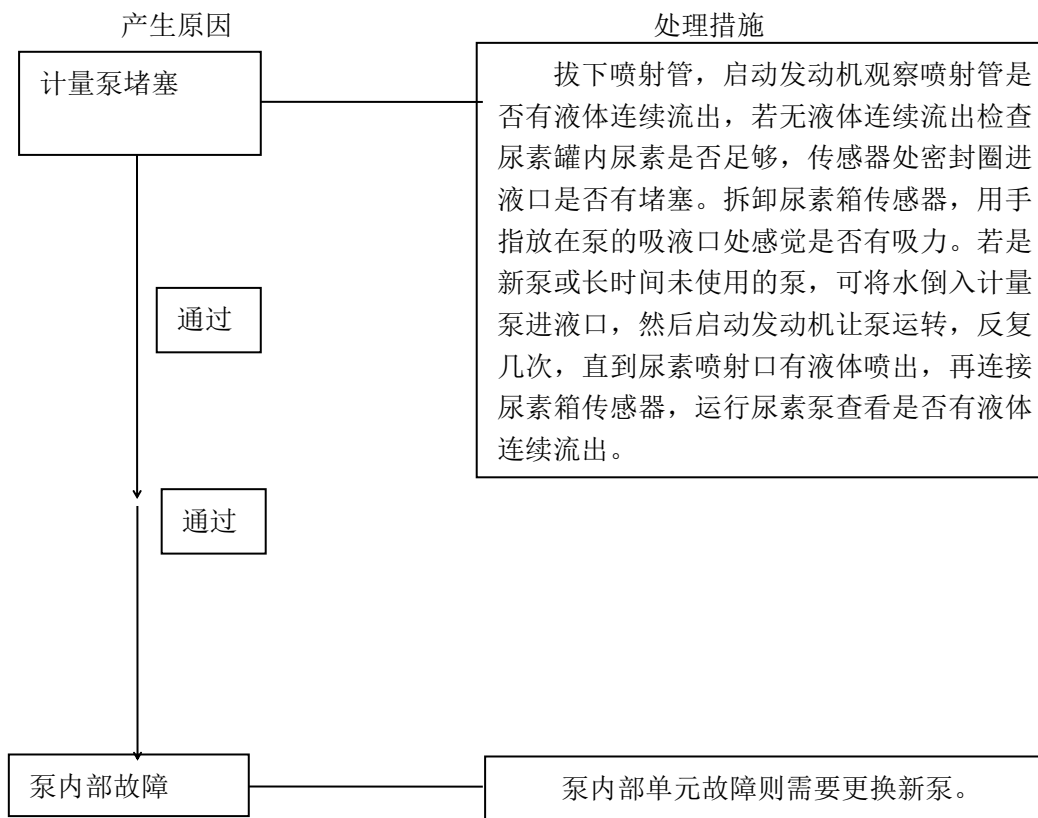 产生原因
处理措施
计量泵堵塞
拔下喷射管，启动发动机观察喷射管是
否有液体连续流出，若无液体连续流出检查
尿素罐内尿素是否足够，传感器处密封圈进
液口是否有堵塞。拆卸尿素箱传感器，用手
指放在泵的吸液口处感觉是否有吸力。若是
新泵或长时间未使用的泵，可将水倒入计量
泵进液口，然后启动发动机让泵运转，反复
几次，直到尿素喷射口有液体喷出，再连接
尿素箱传感器，运行尿素泵查看是否有液体
连续流出。
通过
通过
泵内部故障
泵内部单元故障则需要更换新泵。